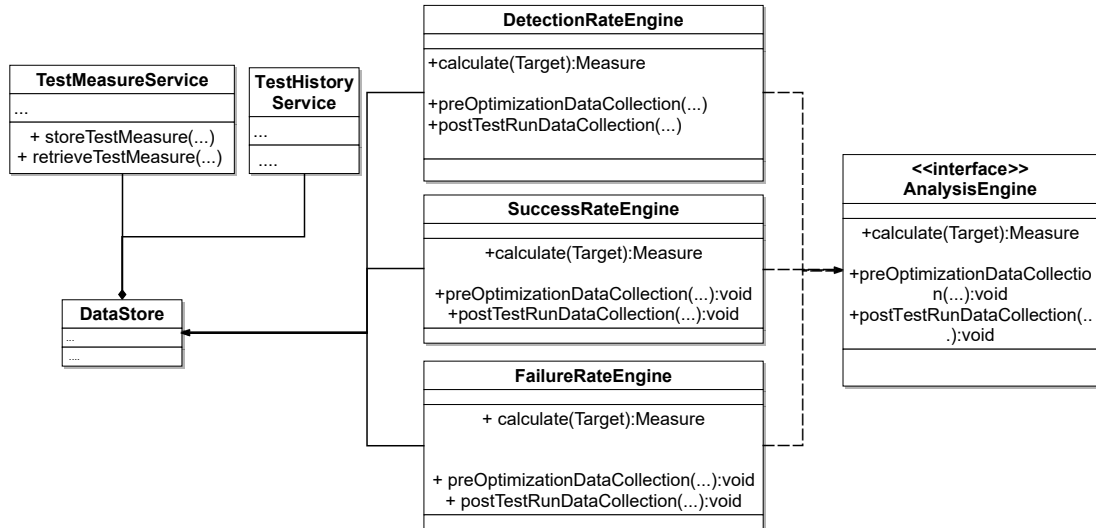 DetectionRateEngine
+calculate(Target):Measure
+preOptimizationDataCollection(...)
+postTestRunDataCollection(...)
TestMeasureService
...
+ storeTestMeasure(...)
+ retrieveTestMeasure(...)
TestHistory
Service
...
....
<<interface>>
AnalysisEngine
+calculate(Target):Measure
+preOptimizationDataCollectio
n(...):void
+postTestRunDataCollection(..
.):void
SuccessRateEngine
+calculate(Target):Measure
+preOptimizationDataCollection(...):void
+postTestRunDataCollection(...):void
DataStore
...
....
FailureRateEngine
+ calculate(Target):Measure
+ preOptimizationDataCollection(...):void
+ postTestRunDataCollection(...):void